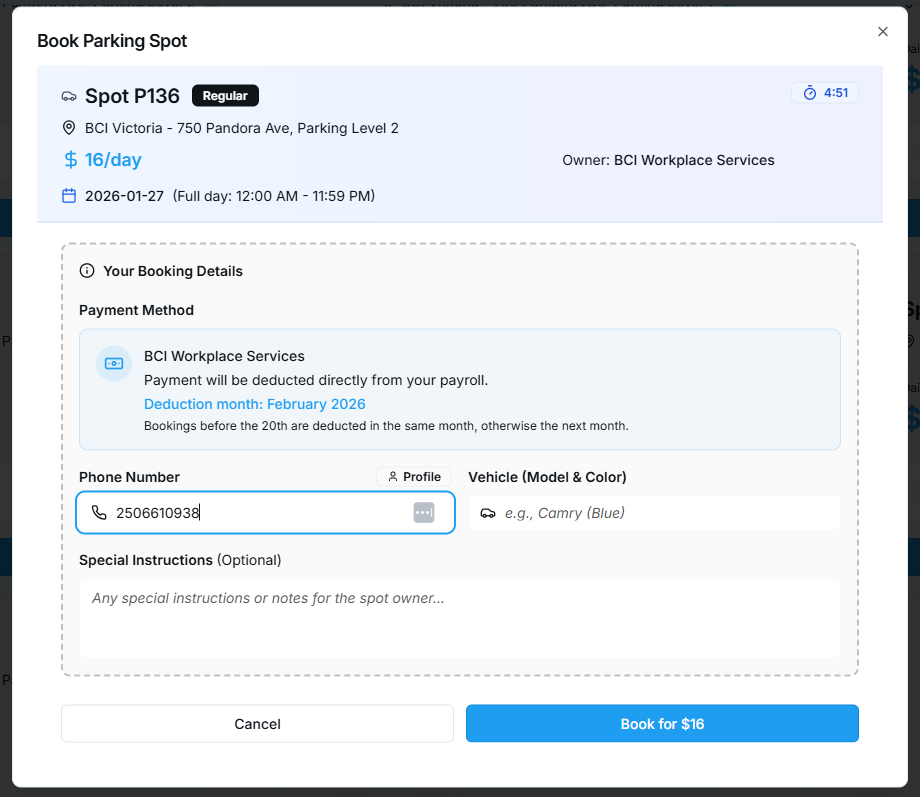 Book Parking Spot
Spot P136 Regular
4:51
BCI Victoria - 750 Pandora Ave, Parking Level 2
$ 16/day
Owner: BCI Workplace Services
2026-01-27 (Full day: 12:00 AM - 11:59 PM)
Your Booking Details
Payment Method
BCI Workplace Services
Payment will be deducted directly from your payroll.
Deduction month: February 2026
Bookings before the 20th are deducted in the same month, otherwise the next month.
Phone Number
Profile
2506610938
Vehicle (Model & Color)
e.g., Camry (Blue)
Special Instructions (Optional)
Any special instructions or notes for the spot owner...
Cancel
Book for $16